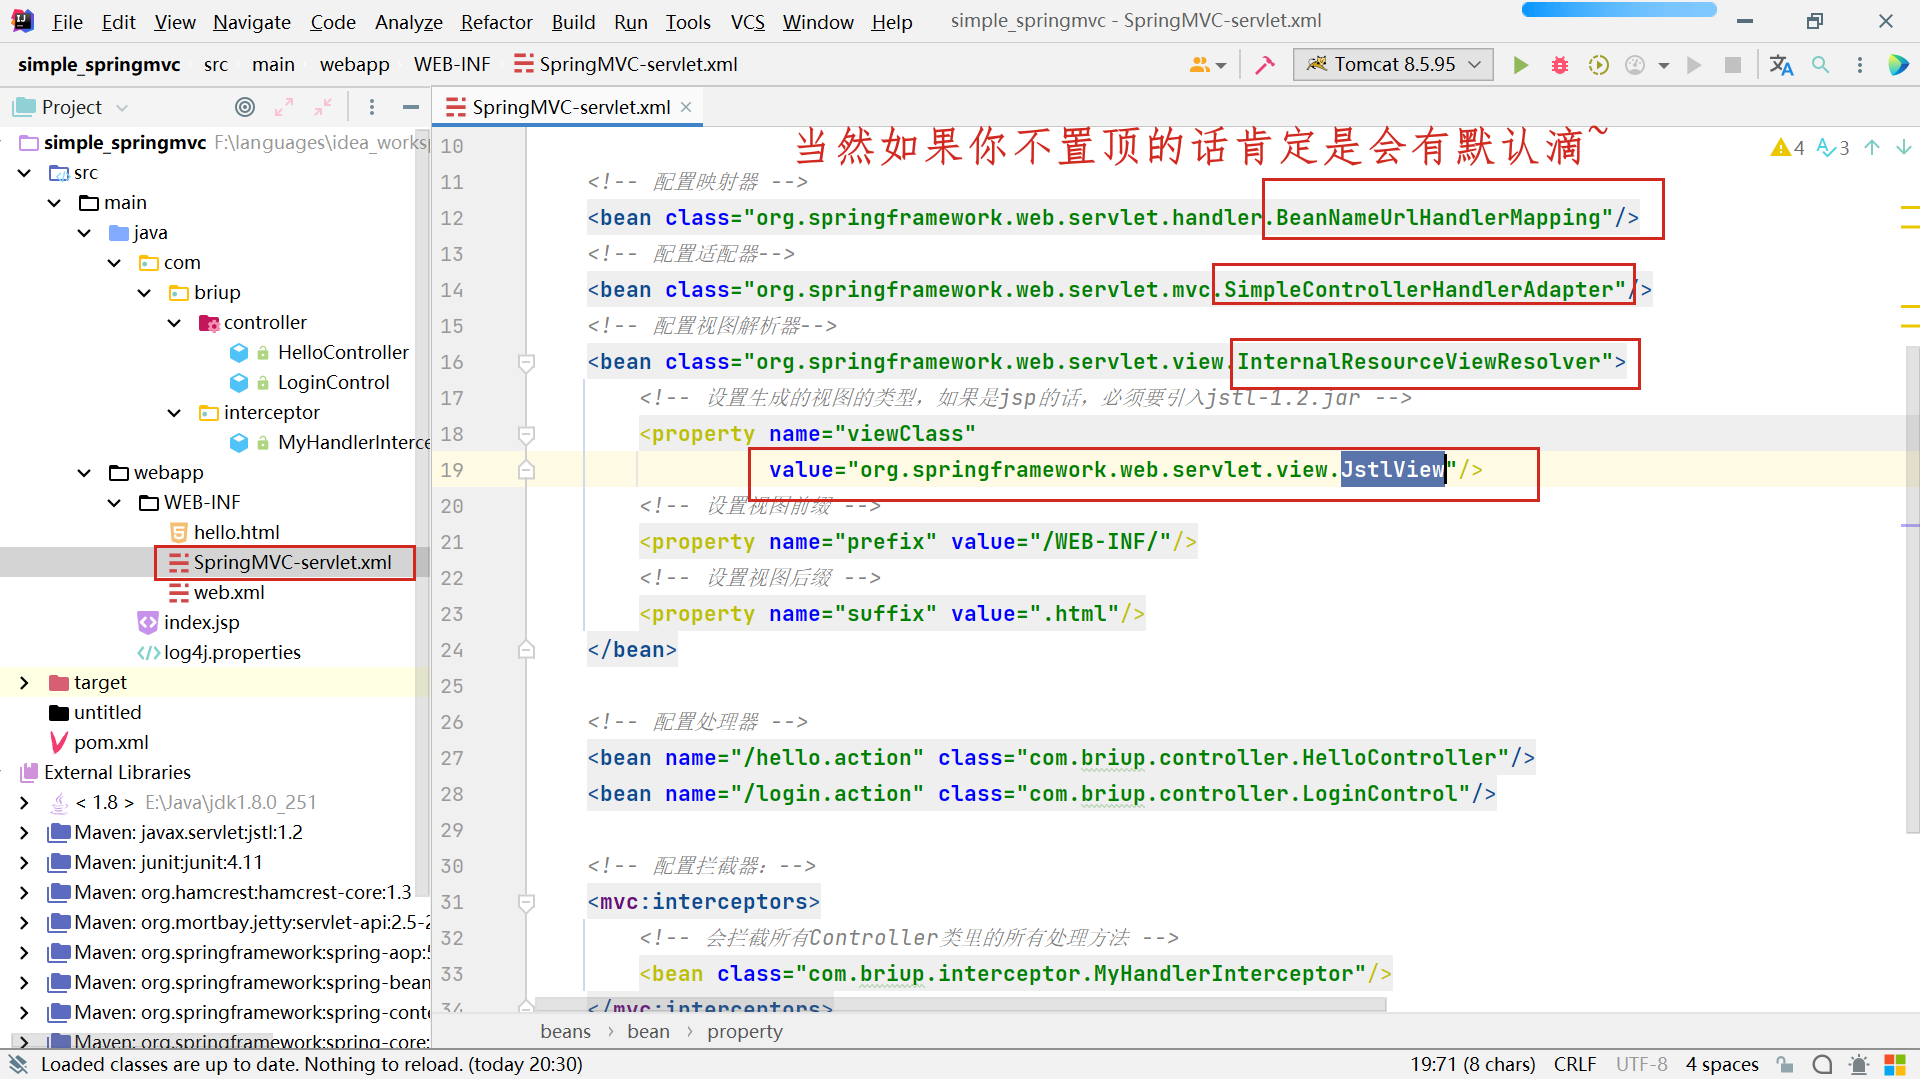 File Edit View Navigate Code Analyze Refactor Build Run Tools VCS Window Help simple_springmvc - SpringMVC-servlet.xml
simple_springmvc src main webapp WEB-INF SpringMVC-servlet.xml Tomcat 8.5.95
Project SpringMVC-servlet.xml
当然如果你不置顶的话肯定是会有默认滴~
4 3
simple_springmvc F:\languages\idea_worksp
src
main
java
com
briup
controller
HelloController
LoginControl
interceptor
MyHandlerInterce
webapp
WEB-INF
hello.html
SpringMVC-servlet.xml
web.xml
index.jsp
log4j.properties
target
untitled
pom.xml
External Libraries
< 1.8 > E:\Java\jdk1.8.0_251
Maven: javax.servlet:jstl:1.2
Maven: junit:junit:4.11
Maven: org.hamcrest:hamcrest-core:1.3
Maven: org.mortbay.jetty:servlet-api:2.5-2
Maven: org.springframework:spring-aop:5
Maven: org.springframework:spring-bean
Maven: org.springframework:spring-conte
Maven: org.springframework:spring-core:
10
11 <!-- 配置映射器 -->
12 <bean class="org.springframework.web.servlet.handler.BeanNameUrlHandlerMapping"/>
13 <!-- 配置适配器-->
14 <bean class="org.springframework.web.servlet.mvc.SimpleControllerHandlerAdapter"/>
15 <!-- 配置视图解析器-->
16 <bean class="org.springframework.web.servlet.view.InternalResourceViewResolver">
17 <!-- 设置生成的视图的类型，如果是jsp的话，必须要引入jstl-1.2.jar -->
18 <property name="viewClass"
19 value="org.springframework.web.servlet.view.JstlView"/>
20 <!-- 设置视图前缀 -->
21 <property name="prefix" value="/WEB-INF/"/>
22 <!-- 设置视图后缀 -->
23 <property name="suffix" value=".html"/>
24 </bean>
25
26 <!-- 配置处理器 -->
27 <bean name="/hello.action" class="com.briup.controller.HelloController"/>
28 <bean name="/login.action" class="com.briup.controller.LoginControl"/>
29
30 <!-- 配置拦截器：-->
31 <mvc:interceptors>
32 <!-- 会拦截所有Controller类里的所有处理方法 -->
33 <bean class="com.briup.interceptor.MyHandlerInterceptor"/>
34 </mvc:interceptors>
beans › bean › property
Loaded classes are up to date. Nothing to reload. (today 20:30) 19:71 (8 chars) CRLF UTF-8 4 spaces